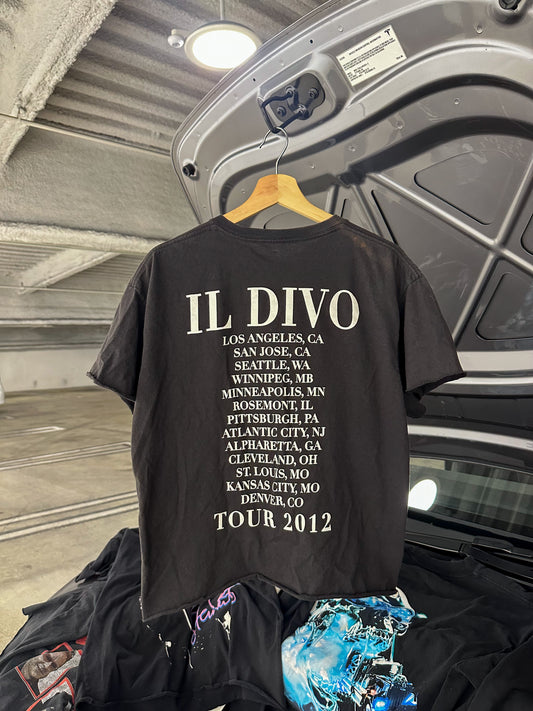 IL DIVO
LOS ANGELES, CA
SAN JOSE, CA
SEATTLE, WA
WINNIPEG, MB
MINNEAPOLIS, MN
ROSEMONT, IL
PITTSBURGH, PA
ATLANTIC CITY, NJ
ALPHARETTA, GA
CLEVELAND, OH
ST. LOUIS, MO
KANSAS CITY, MO
DENVER, CO
TOUR 2012